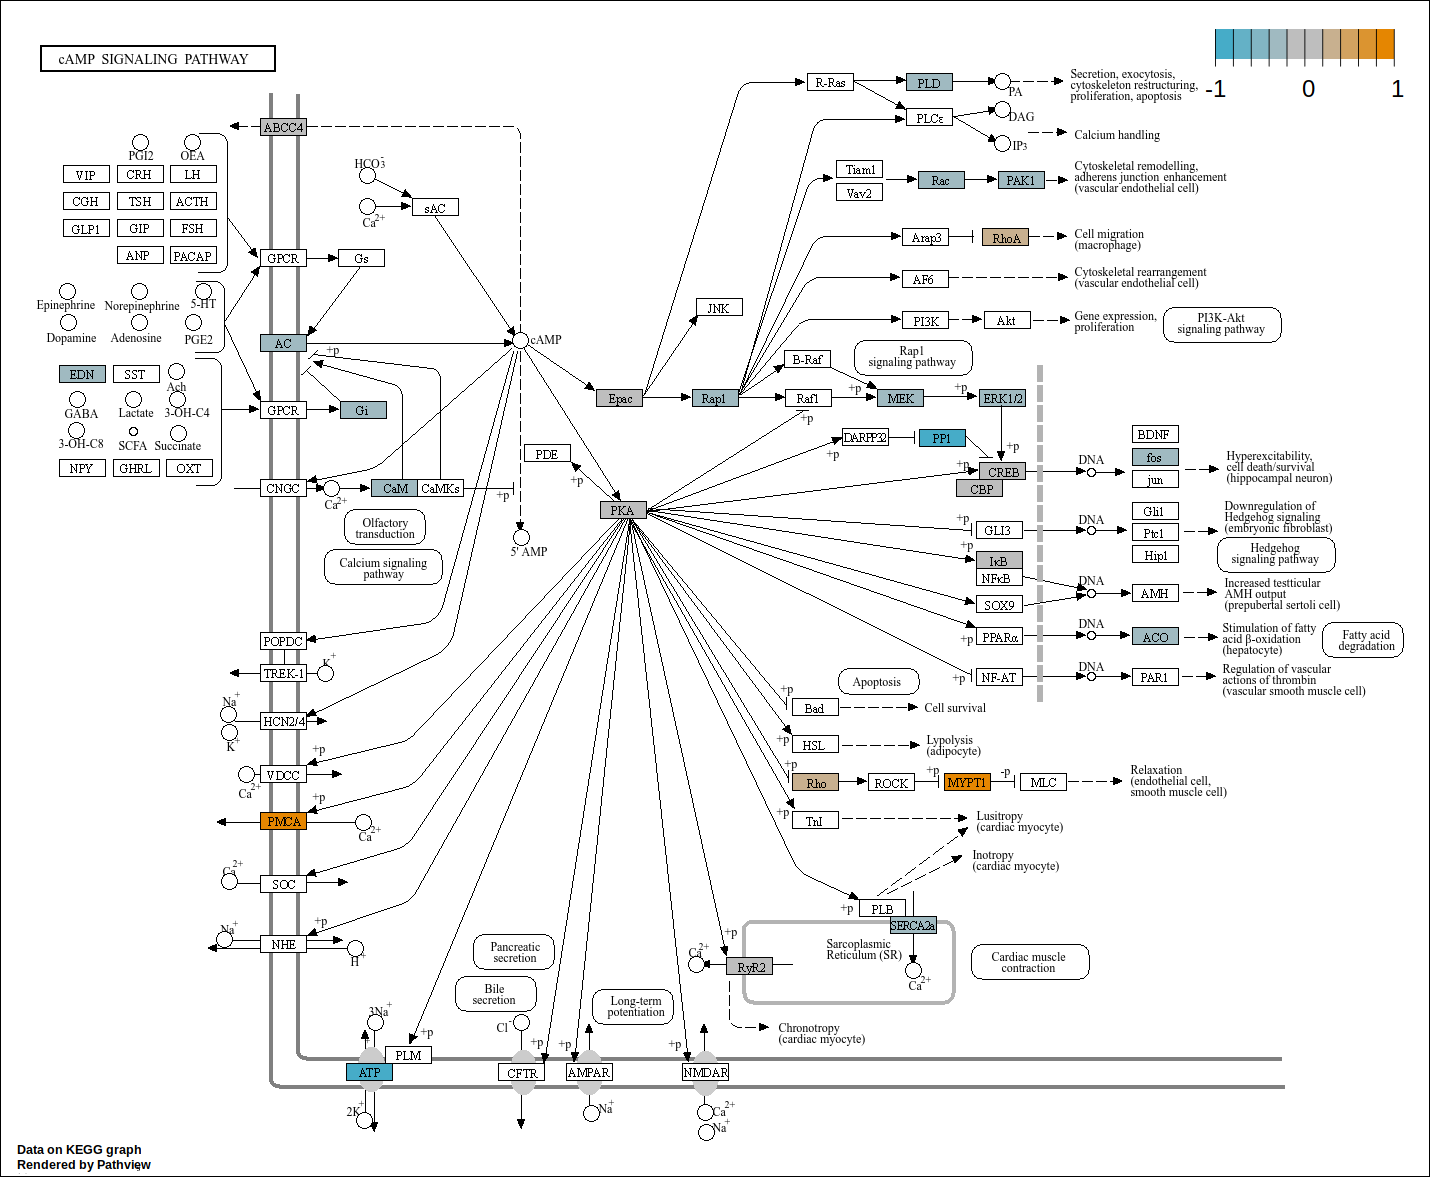 cAMP SIGNALING PATHWAY
-1
0
1
R-Ras
PLD
PA
Secretion, exocytosis,
cytoskeleton restructuring,
proliferation, apoptosis
PLCε
DAG
IP3
Calcium handling
ABCC4
PGI2
OEA
VIP
CRH
LH
CGH
TSH
ACTH
GLP1
GIP
FSH
ANP
PACAP
HCO3-
Ca2+
sAC
GPCR
Gs
Tiam1
Vav2
Rac
PAK1
Cytoskeletal remodelling,
adherens junction enhancement
(vascular endothelial cell)
Arap3
RhoA
Cell migration
(macrophage)
AF6
Cytoskeletal rearrangement
(vascular endothelial cell)
Epinephrine
Norepinephrine
5-HT
Dopamine
Adenosine
PGE2
JNK
PI3K
Akt
Gene expression,
proliferation
PI3K-Akt
signaling pathway
AC
+p
cAMP
B-Raf
Rap1
signaling pathway
EDN
SST
Ach
GABA
Lactate
3-OH-C4
3-OH-C8
SCFA
Succinate
NPY
GHRL
OXT
GPCR
Gi
Epac
Rap1
Raf1
+p
MEK
+p
ERK1/2
+p
DARPP32
+p
PP1
+p
BDNF
PDE
+p
+p
CREB
CBP
DNA
fos
jun
Hyperexcitability,
cell death/survival
(hippocampal neuron)
CNGC
Ca2+
CaM
CaMKs
+p
PKA
Olfactory
transduction
Calcium signaling
pathway
5' AMP
+p
GLI3
DNA
Gli1
Ptc1
Hip1
Downregulation of
Hedgehog signaling
(embryonic fibroblast)
Hedgehog
signaling pathway
+p
IκB
NFκB
SOX9
DNA
AMH
Increased testticular
AMH output
(prepubertal sertoli cell)
+p
PPARα
DNA
ACO
Stimulation of fatty
acid β-oxidation
(hepatocyte)
Fatty acid
degradation
+p
NF-AT
DNA
PAR1
Regulation of vascular
actions of thrombin
(vascular smooth muscle cell)
POPDC
TREK-1
K+
Na+
K+
HCN2/4
+p
VDCC
Ca2+
+p
PMCA
Ca2+
Ca2+
SOC
+p
Na+
NHE
H+
Apoptosis
+p
Bad
Cell survival
+p
HSL
Lypolysis
(adipocyte)
+p
Rho
ROCK
+p
MYPT1
-p
MLC
Relaxation
(endothelial cell,
smooth muscle cell)
+p
TnI
Lusitropy
(cardiac myocyte)
Inotropy
(cardiac myocyte)
+p
PLB
SERCA2a
Sarcoplasmic
Reticulum (SR)
Ca2+
+p
Ca2+
RyR2
Cardiac muscle
contraction
Chronotropy
(cardiac myocyte)
Pancreatic
secretion
Bile
secretion
Long-term
potentiation
3Na+
+p
PLM
ATP
2K+
Cl-
+p
CFTR
+p
AMPAR
Na+
+p
NMDAR
Ca2+
Na+
Data on KEGG graph
Rendered by Pathview